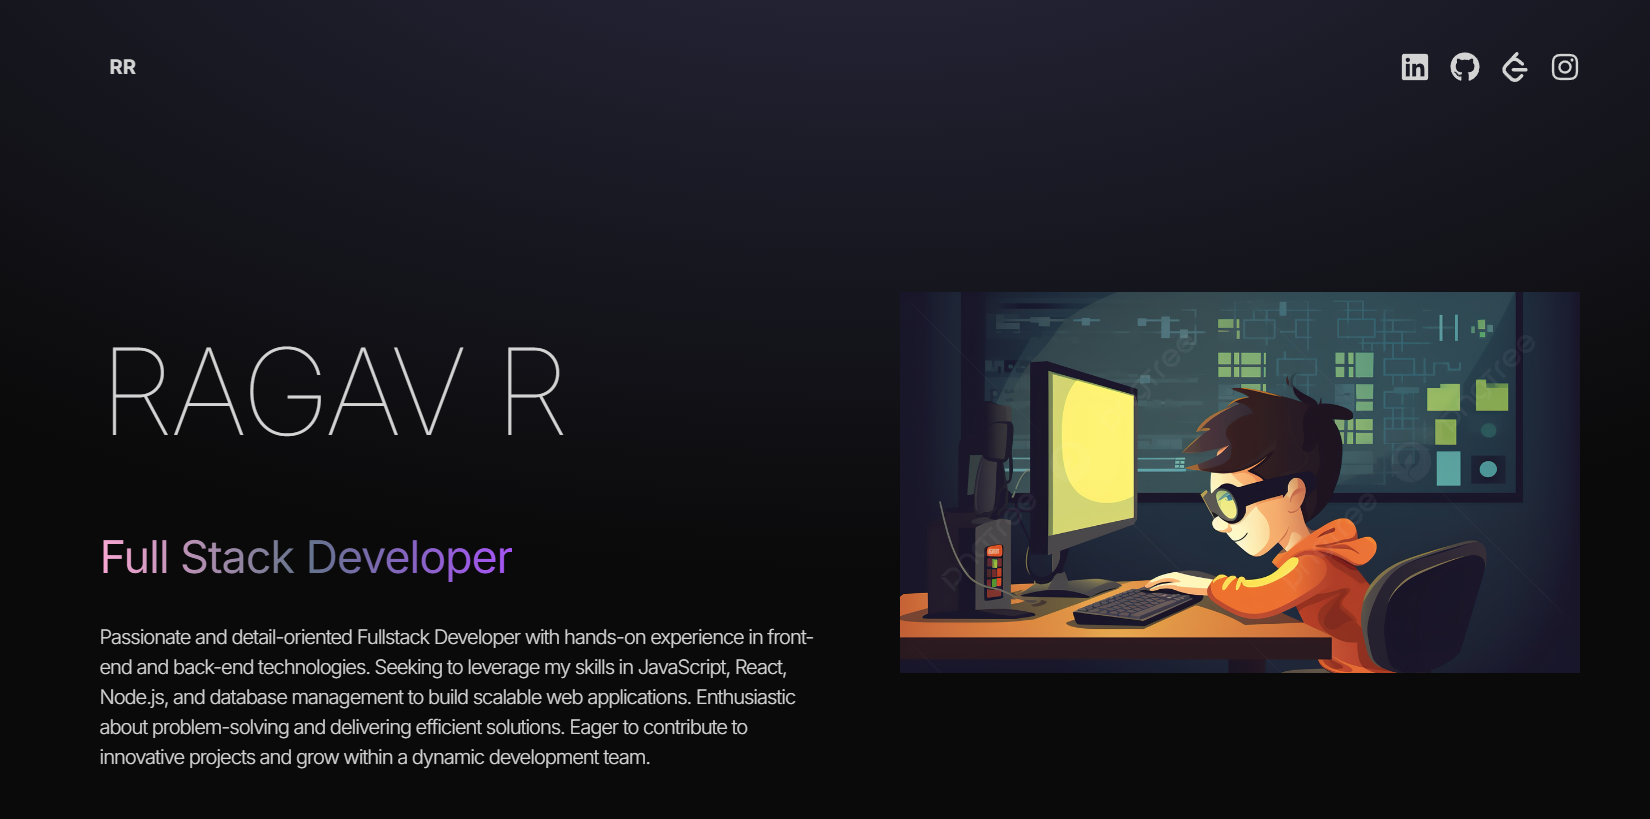 RR
RAGAV R
Full Stack Developer
Passionate and detail-oriented Fullstack Developer with hands-on experience in front-
end and back-end technologies. Seeking to leverage my skills in JavaScript, React,
Node.js, and database management to build scalable web applications. Enthusiastic
about problem-solving and delivering efficient solutions. Eager to contribute to
innovative projects and grow within a dynamic development team.